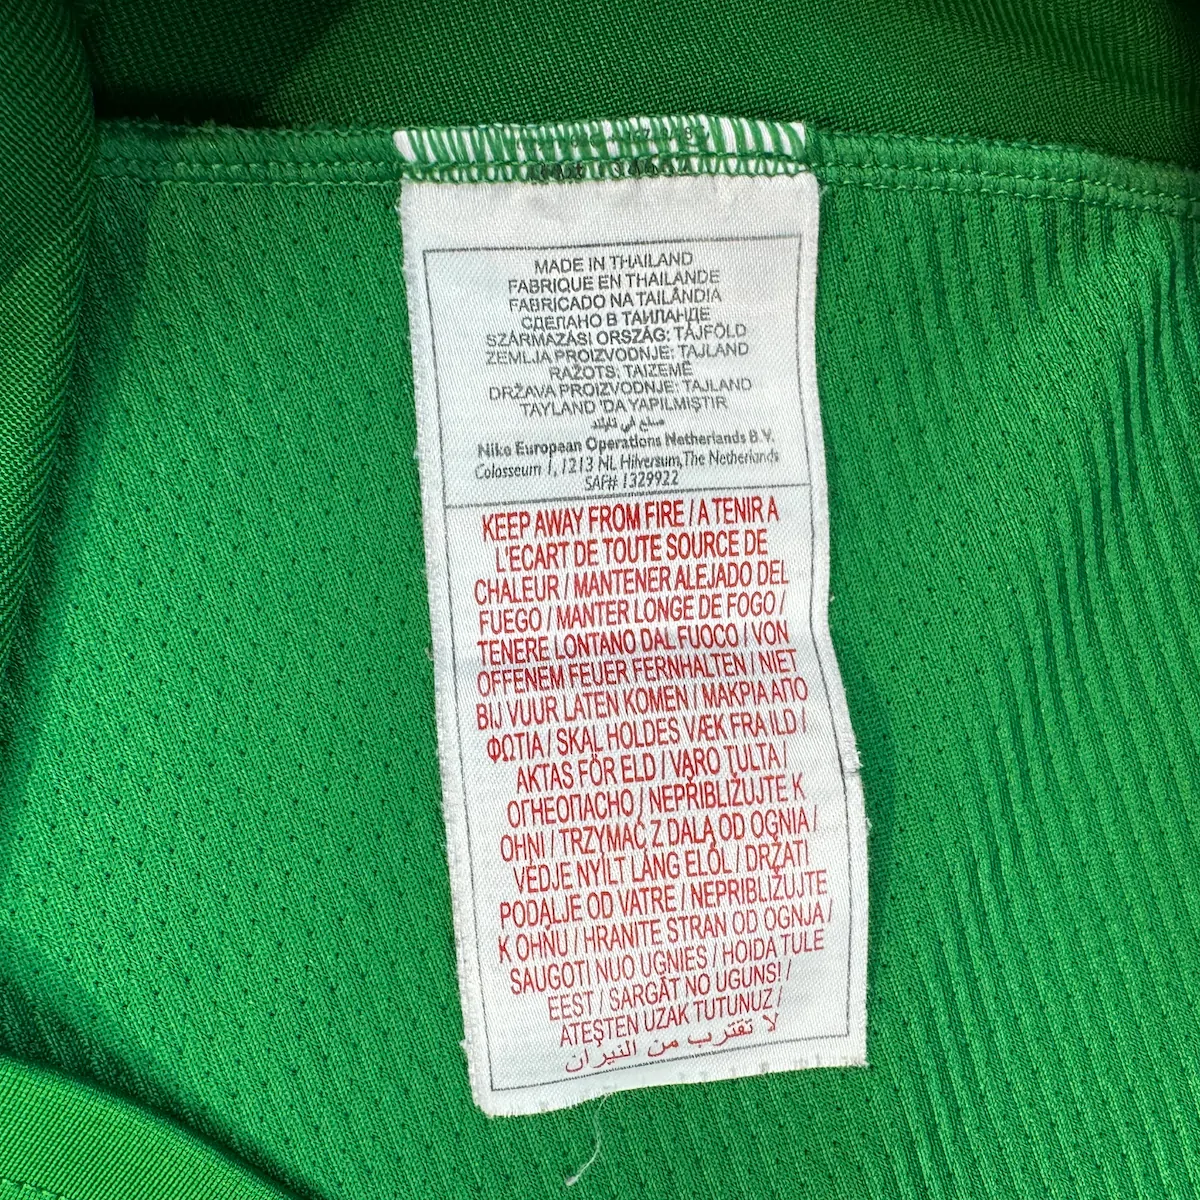 MADE IN THAILAND
FABRIQUE EN THAILANDE
FABRICADO NA TAILÂNDIA
СДЕЛАНО В ТАИЛАНДЕ
SZÁRMAZÁSI ORSZÁG: TÁJFÖLD
ZEMLJA PROIZVODNJE: TAJLAND
RAŽOTS: TAIZEMĒ
DRŽAVA PROIZVODNJE: TAJLAND
TAYLAND 'DA YAPILMIŞTIR
صنع في تايلاند
Nike European Operations Netherlands B.V.
Colosseum 1, 1213 NL Hilversum, The Netherlands
SAF# 1329922
KEEP AWAY FROM FIRE / A TENIR A
L'ECART DE TOUTE SOURCE DE
CHALEUR / MANTENER ALEJADO DEL
FUEGO / MANTER LONGE DE FOGO /
TENERE LONTANO DAL FUOCO / VON
OFFENEM FEUER FERNHALTEN / NIET
BIJ VUUR LATEN KOMEN / ΜΑΚΡΙΑ ΑΠΟ
ΦΩΤΙΑ / SKAL HOLDES VÆK FRA ILD /
AKTAS FÖR ELD / VARO TULTA /
ОГНЕОПАСНО / NEPŘIBLIŽUJTE K
OHNI / TRZYMAĆ Z DALA OD OGNIA /
VÉDJE NYÍLT LÁNG ELŐL / DRŽATI
PODALJE OD VATRE / NEPRIBLIŽUJTE
K OHŇU / HRANITE STRAN OD OGNJA /
SAUGOTI NUO UGNIES / HOIDA TULE
EEST / SARGĀT NO UGUNS! /
ATEŞTEN UZAK TUTUNUZ /
لا تقترب من النيران